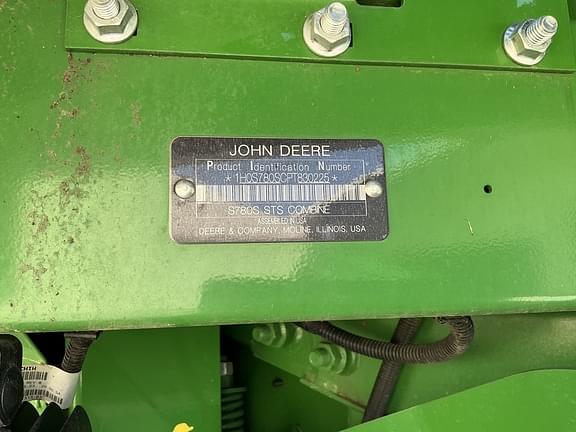 JOHN DEERE
Product Identification Number
*1H0S780SCPT830225*
S780S STS COMBINE
ASSEMBLED IN USA
DEERE & COMPANY, MOLINE, ILLINOIS, USA